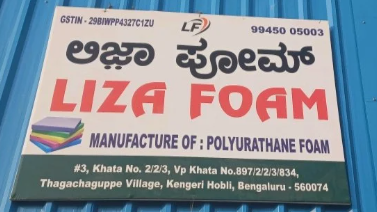 GSTIN - 29BIWPP4327C1ZU
LF
99450 05003
ಲಿಜ಼ಾ ಫೋಮ್
LIZA FOAM
MANUFACTURE OF : POLYURATHANE FOAM
#3, Khata No. 2/2/3, Vp Khata No.897/2/2/3/834,
Thagachaguppe Village, Kengeri Hobli, Bengaluru - 560074